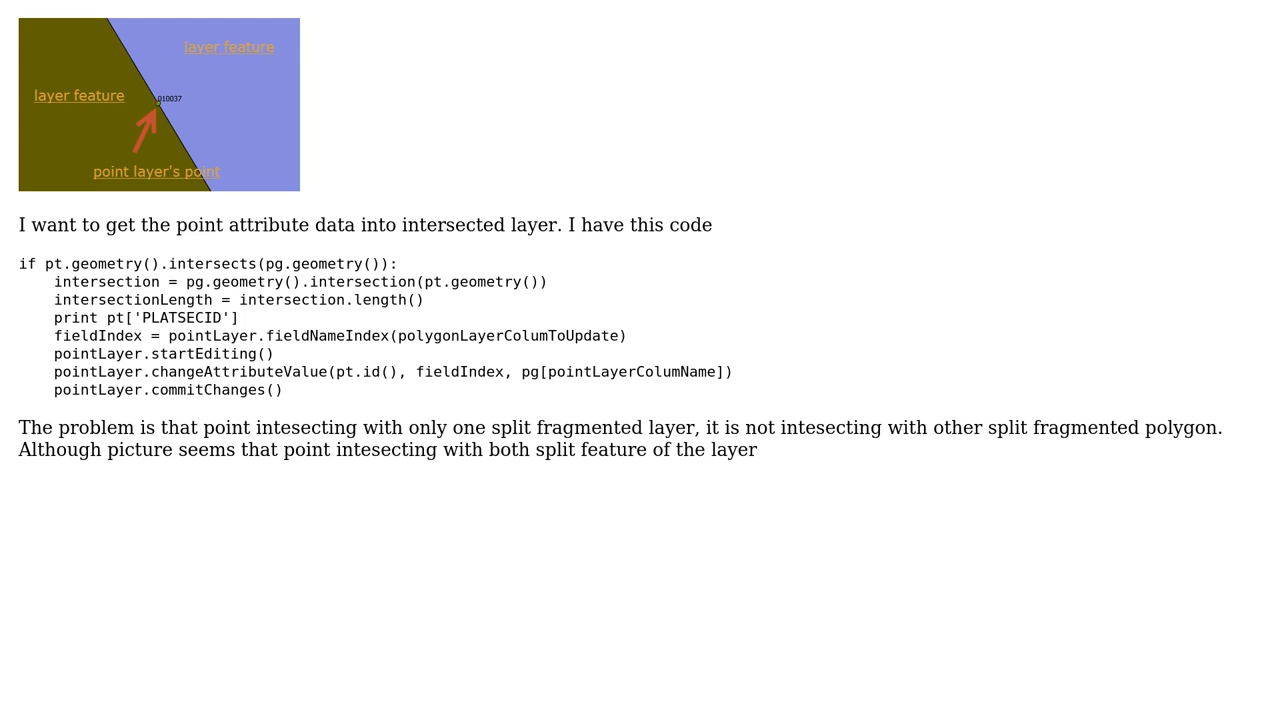 layer feature
layer feature
010037
point layer's point
I want to get the point attribute data into intersected layer. I have this code
if pt.geometry().intersects(pg.geometry()):
    intersection = pg.geometry().intersection(pt.geometry())
    intersectionLength = intersection.length()
    print pt['PLATSECID']
    fieldIndex = pointLayer.fieldNameIndex(polygonLayerColumToUpdate)
    pointLayer.startEditing()
    pointLayer.changeAttributeValue(pt.id(), fieldIndex, pg[pointLayerColumName])
    pointLayer.commitChanges()
The problem is that point intesecting with only one split fragmented layer, it is not intesecting with other split fragmented polygon.
Although picture seems that point intesecting with both split feature of the layer